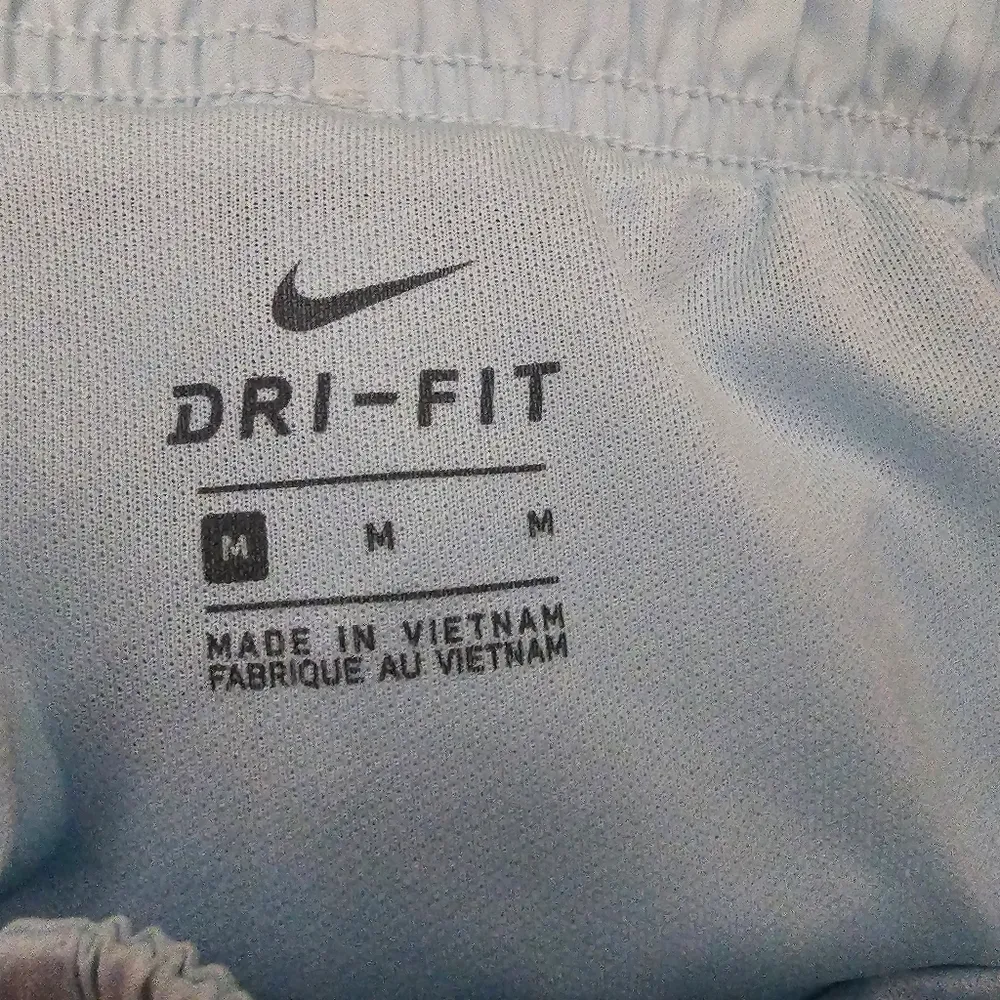 DRI-FIT
M M M
MADE IN VIETNAM
FABRIQUE AU VIETNAM